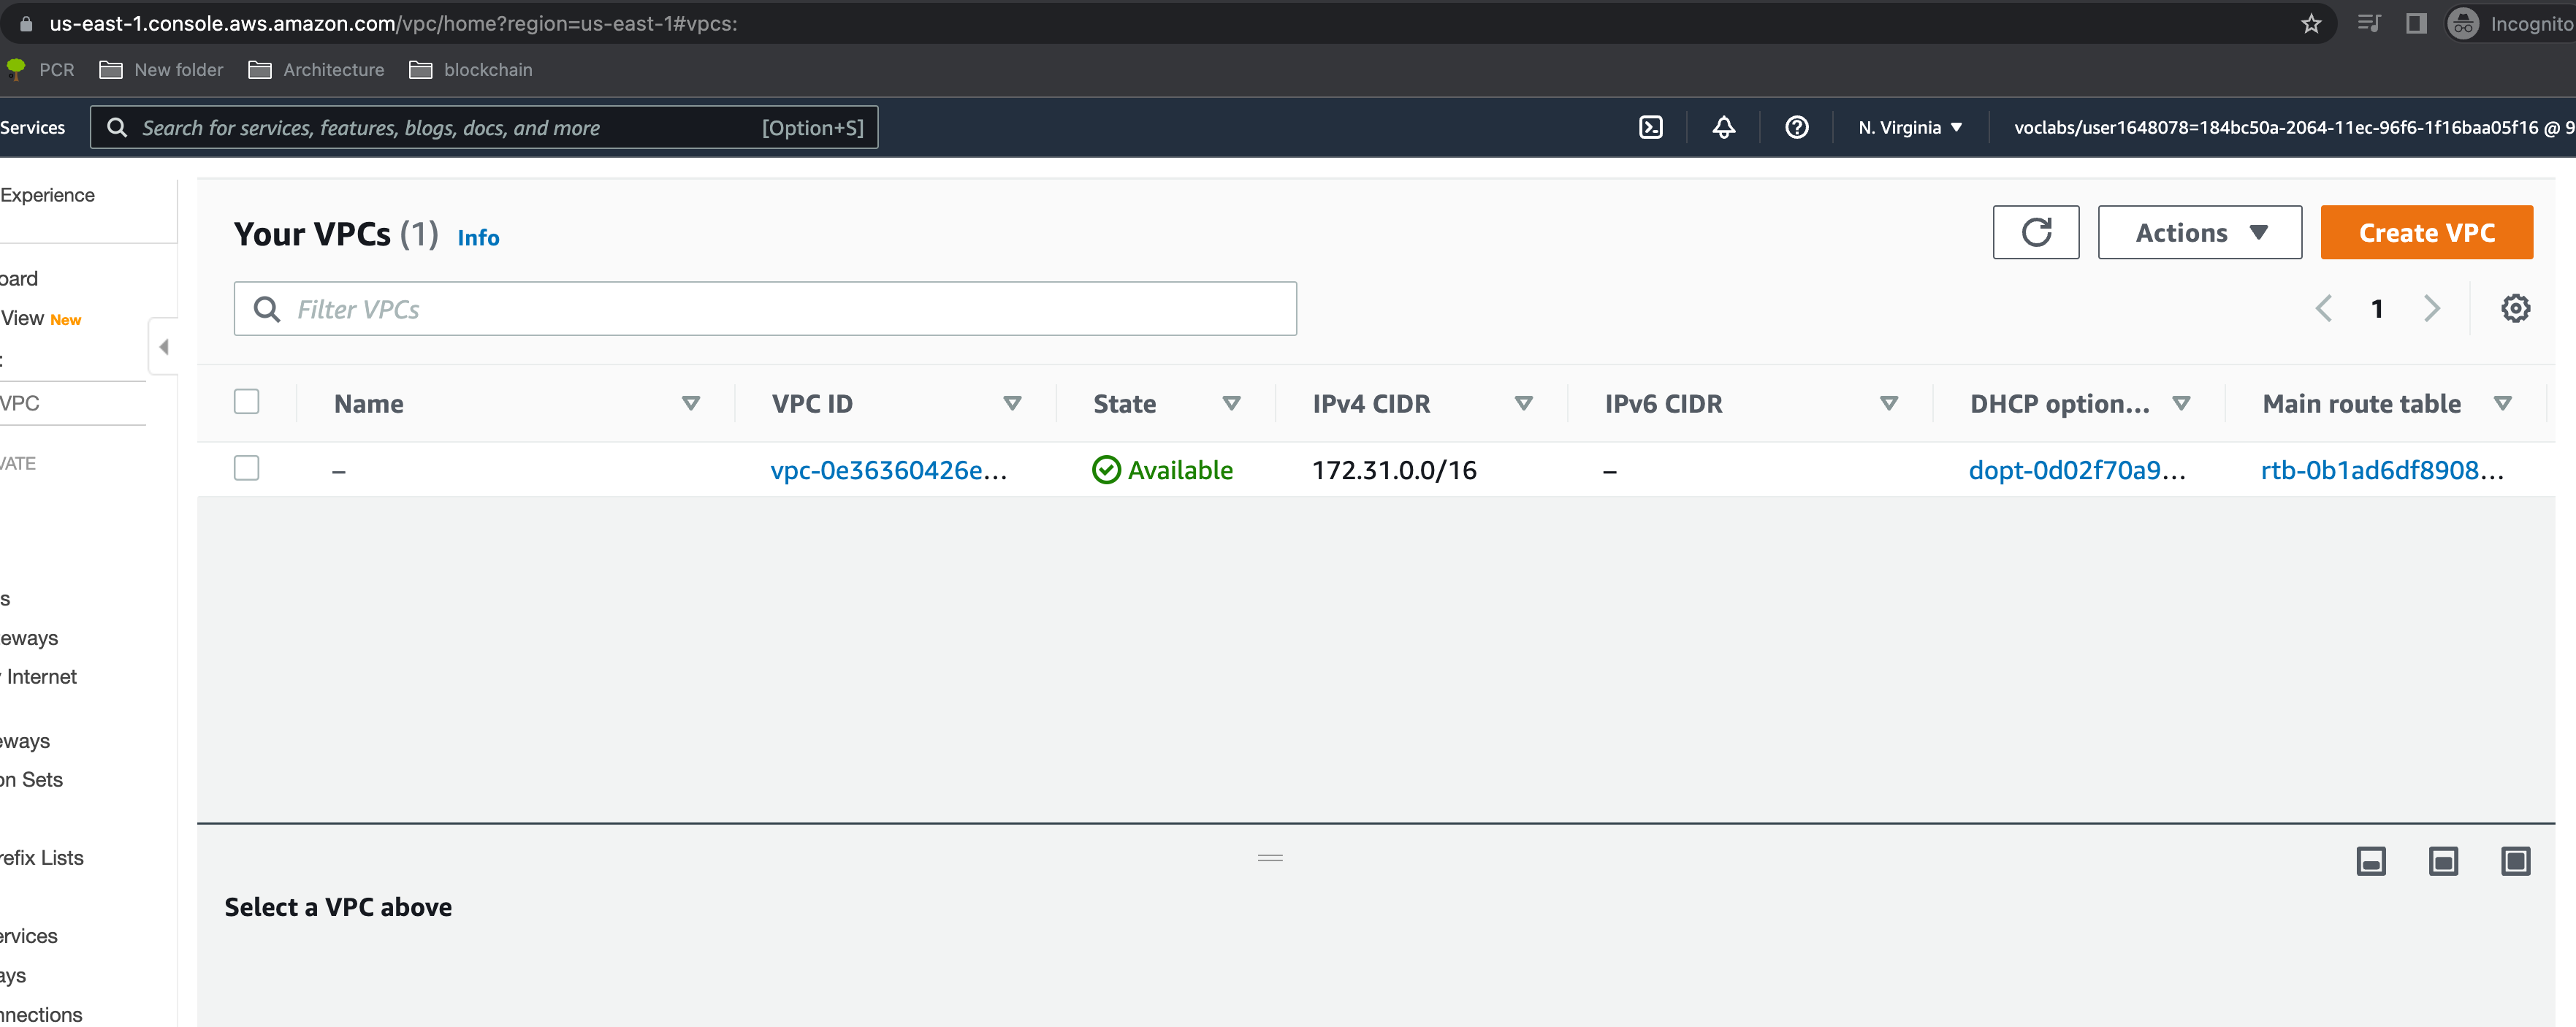 us-east-1.console.aws.amazon.com/vpc/home?region=us-east-1#vpcs:
Incognito
PCR New folder Architecture blockchain
Services Search for services, features, blogs, docs, and more [Option+S] N. Virginia voclabs/user1648078=184bc50a-2064-11ec-96f6-1f16baa05f16 @ 9
Experience
oard
View New
:
VPC
VATE
s
eways
Internet
eways
on Sets
refix Lists
ervices
ays
nnections
Your VPCs (1) Info
Actions Create VPC
Filter VPCs
1
Name VPC ID State IPv4 CIDR IPv6 CIDR DHCP option... Main route table
– vpc-0e36360426e... Available 172.31.0.0/16 – dopt-0d02f70a9... rtb-0b1ad6df8908...
Select a VPC above